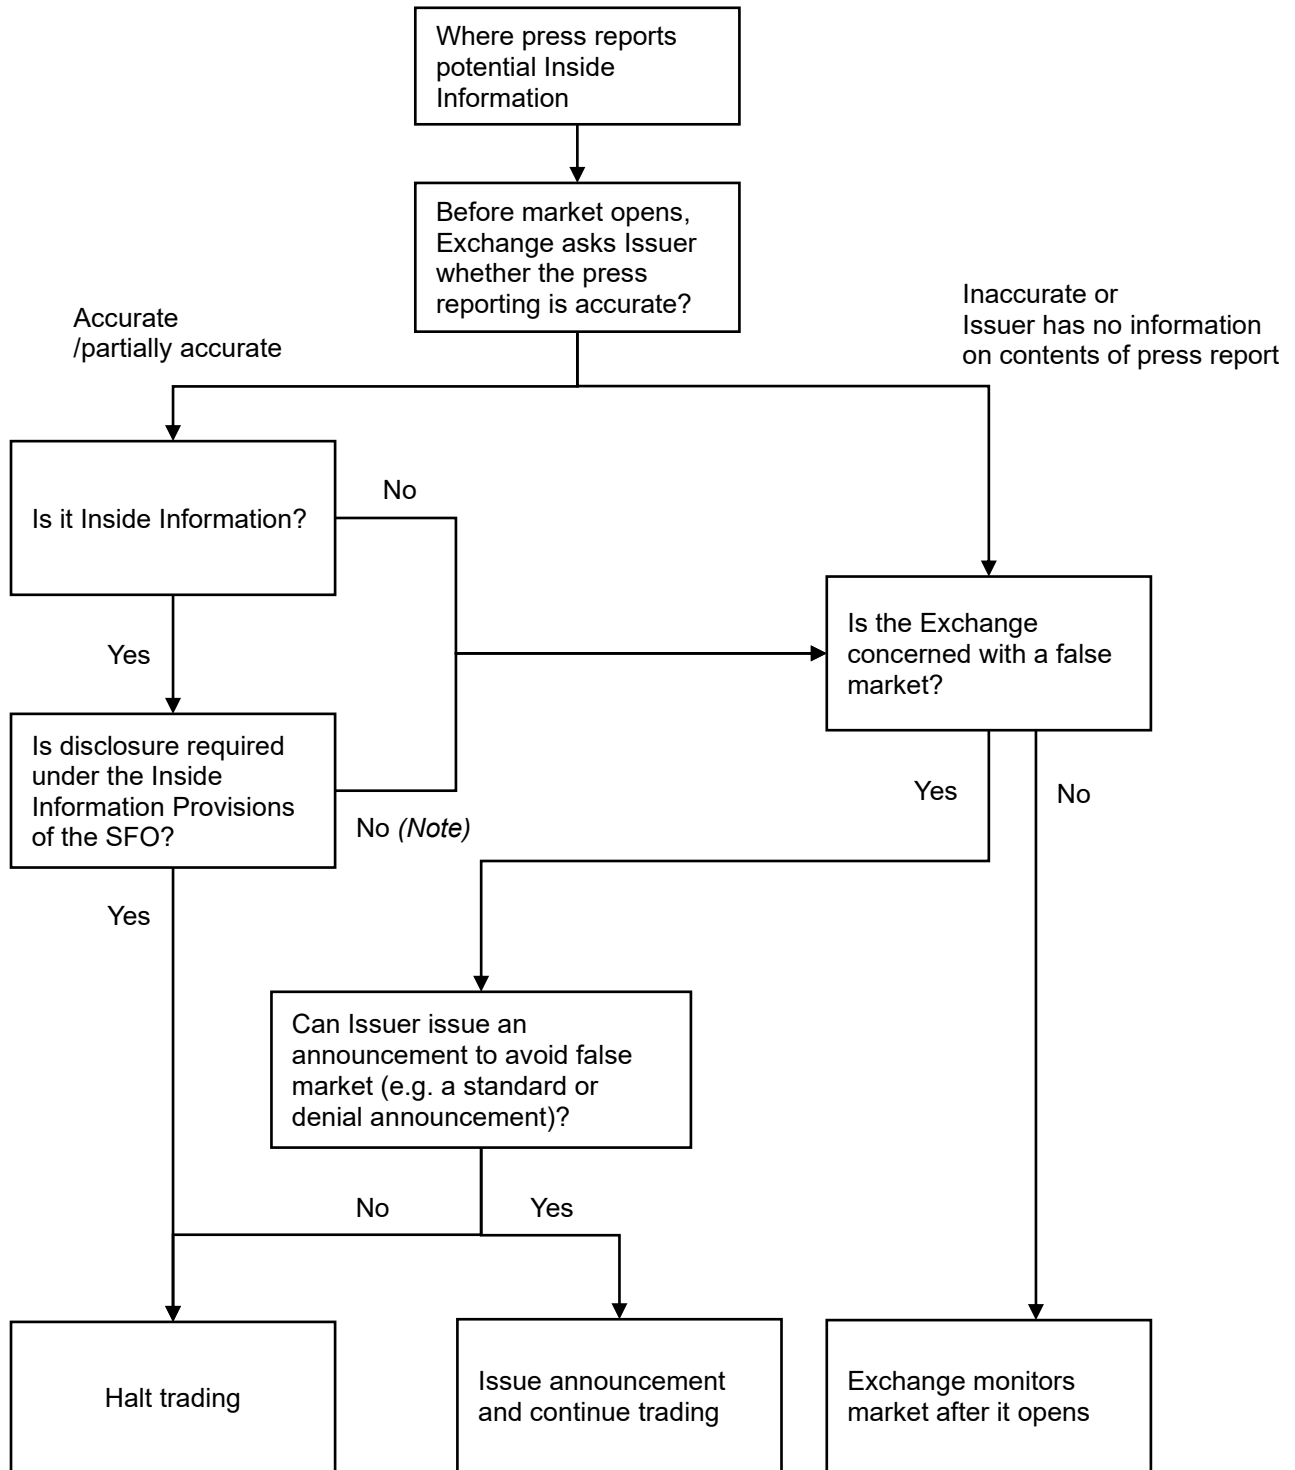 Where press reports
potential Inside
Information
Before market opens,
Exchange asks Issuer
whether the press
reporting is accurate?
Accurate
/partially accurate
Inaccurate or
Issuer has no information
on contents of press report
Is it Inside Information?
No
Yes
Is the Exchange
concerned with a false
market?
Is disclosure required
under the Inside
Information Provisions
of the SFO?
No (Note)
Yes
No
Yes
Can Issuer issue an
announcement to avoid false
market (e.g. a standard or
denial announcement)?
No
Yes
Halt trading
Issue announcement
and continue trading
Exchange monitors
market after it opens